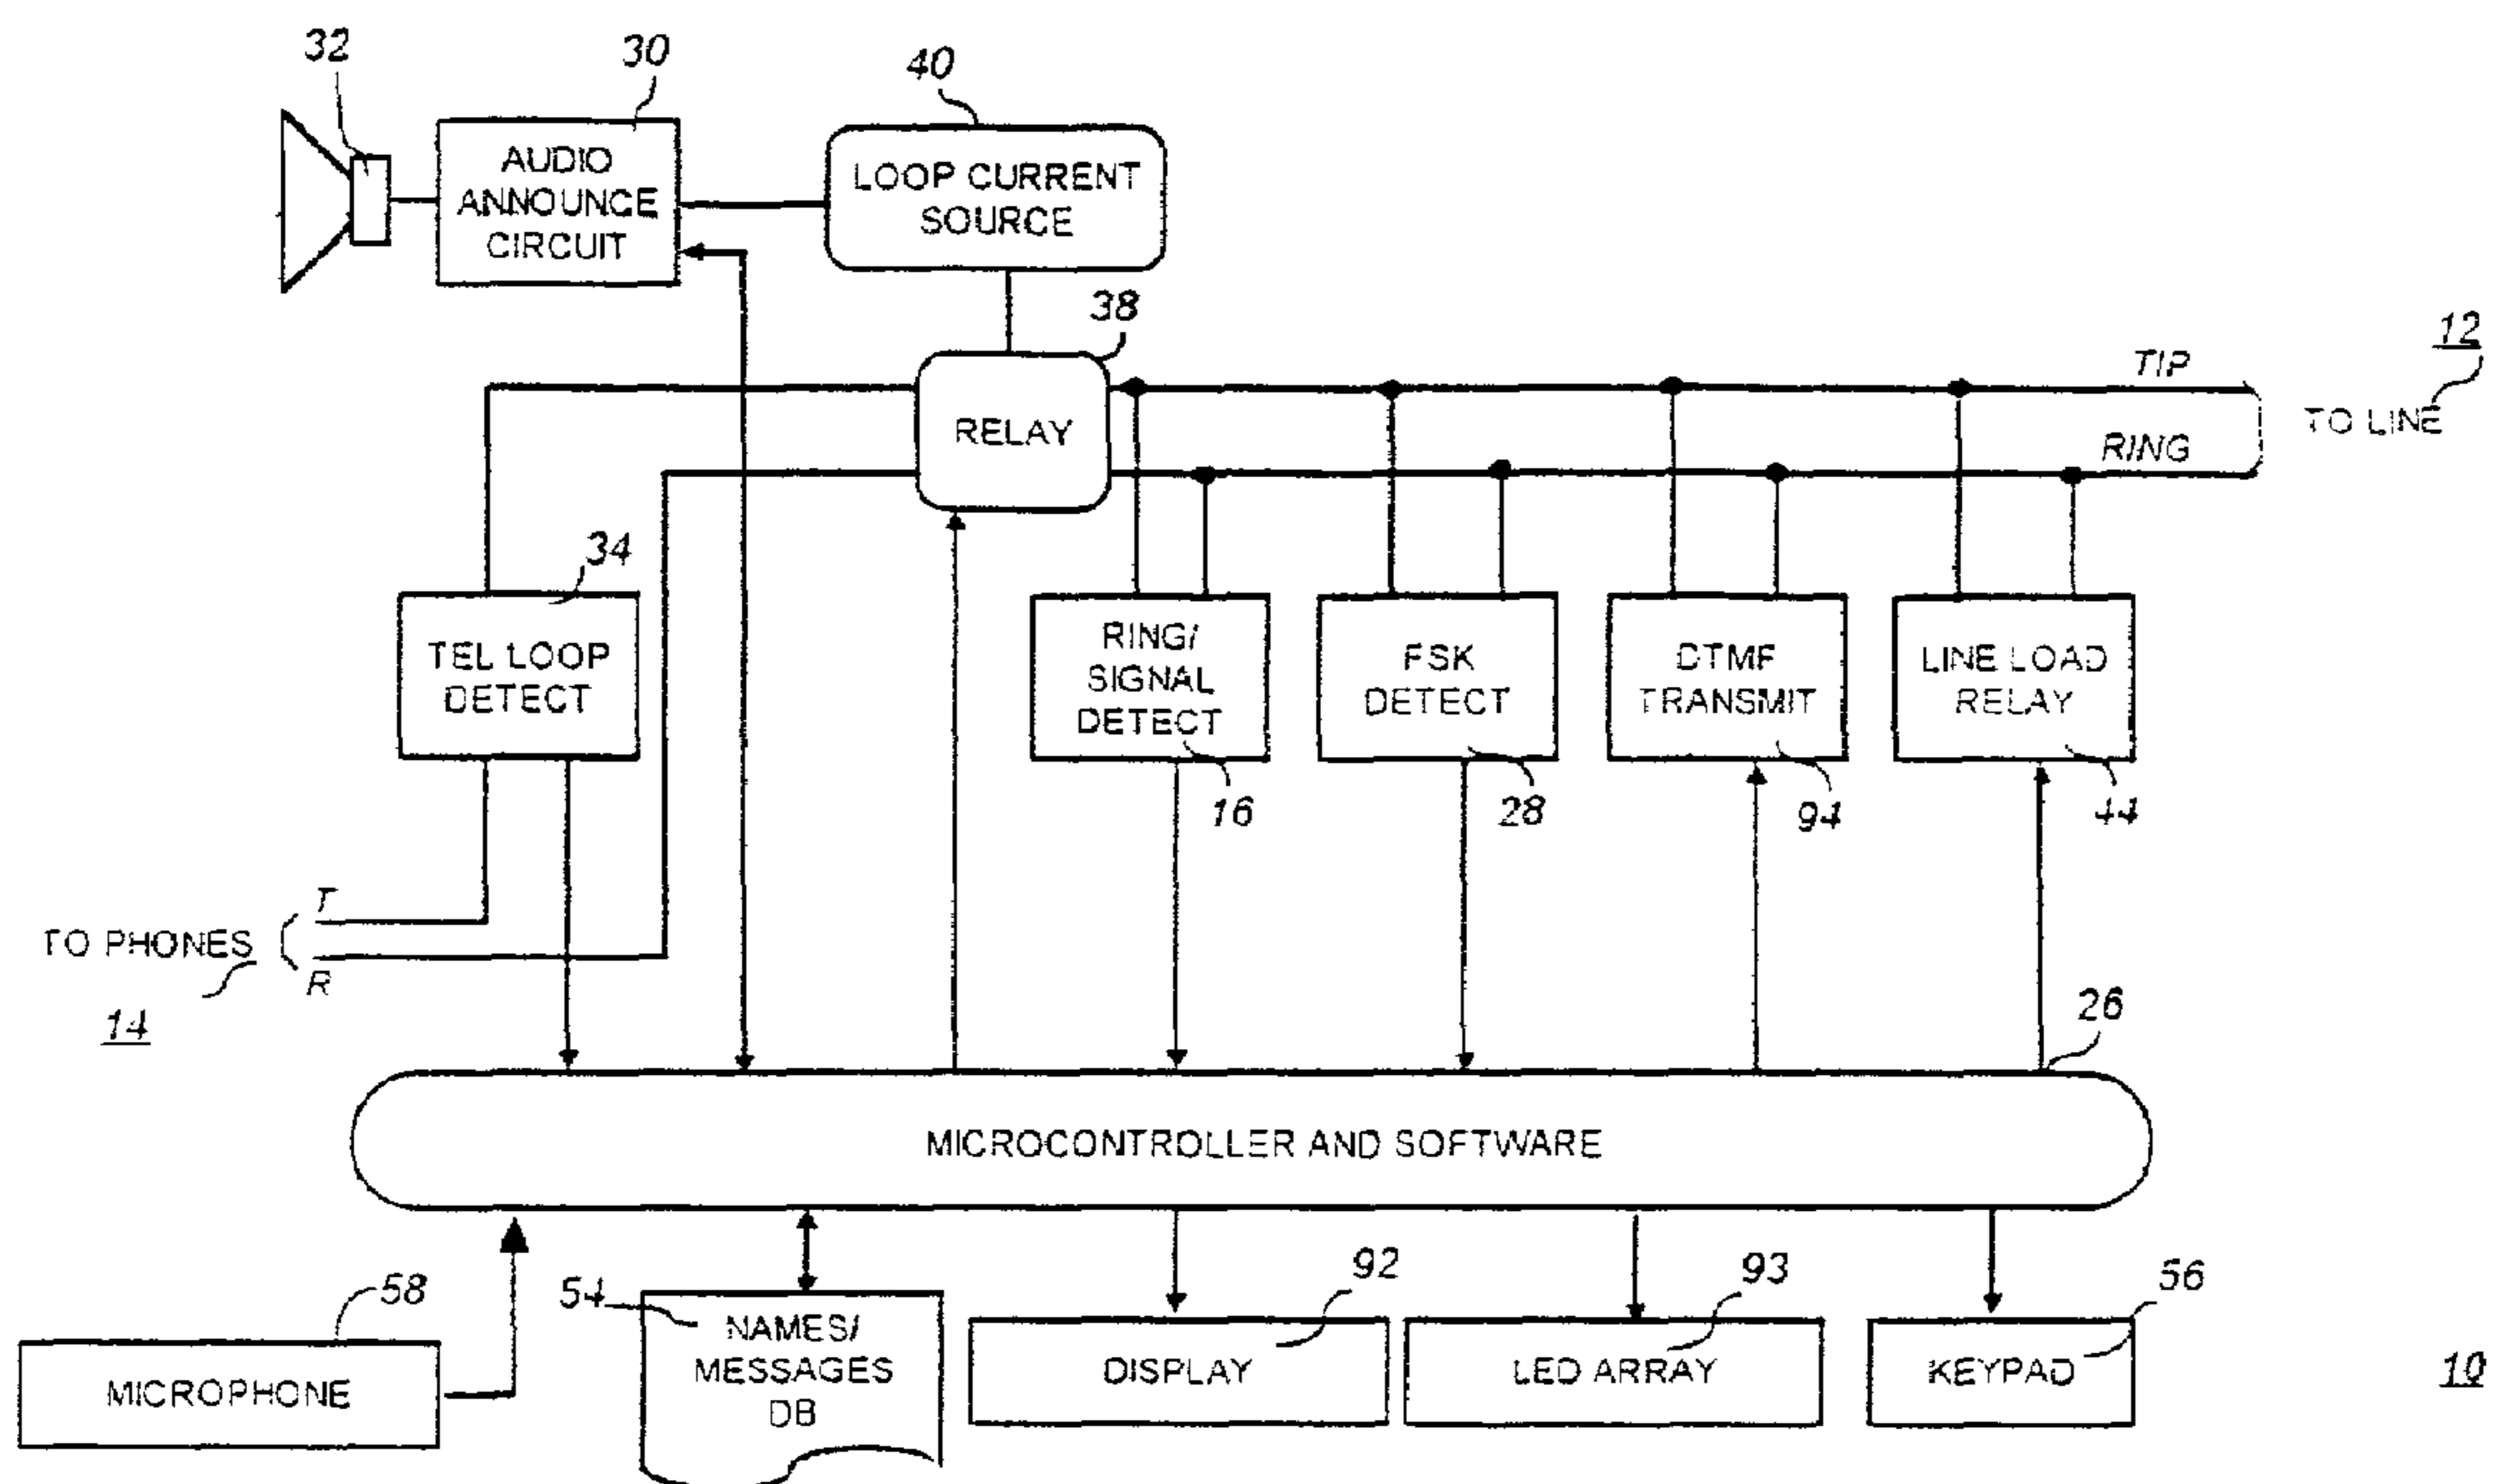 32
30
40
AUDIO
ANNOUNCE
CIRCUIT
LOOP CURRENT
SOURCE
38
12
TIP
TO LINE
RELAY
RING
34
TEL LOOP
DETECT
RING/
SIGNAL
DETECT
FSK
DETECT
DTMF
TRANSMIT
LINE LOAD
RELAY
16
28
94
44
T
TO PHONES
R
14
26
MICROCONTROLLER AND SOFTWARE
58
54
92
93
56
MICROPHONE
NAMES/
MESSAGES
DB
DISPLAY
LED ARRAY
KEYPAD
10